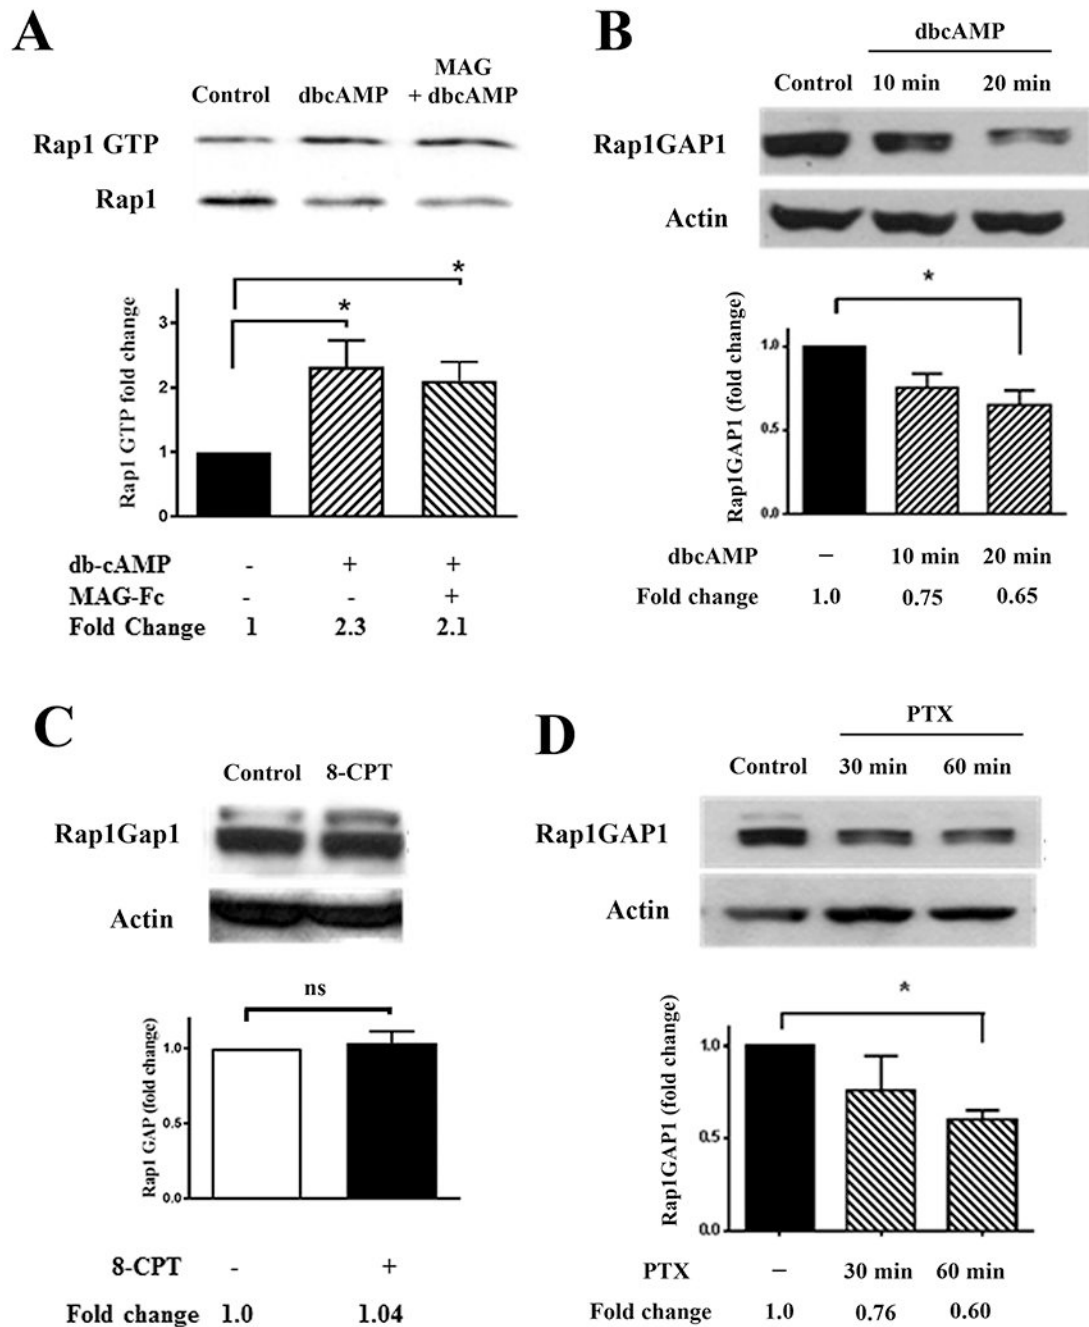 A
Control dbcAMP MAG + dbcAMP
Rap1 GTP
Rap1
* *
Rap1 GTP fold change
3
2
1
0
db-cAMP - + +
MAG-Fc - - +
Fold Change 1 2.3 2.1
B
dbcAMP
Control 10 min 20 min
Rap1GAP1
Actin
*
Rap1GAP1 (fold change)
1.0
0.5
0.0
dbcAMP – 10 min 20 min
Fold change 1.0 0.75 0.65
C
Control 8-CPT
Rap1Gap1
Actin
ns
Rap1 GAP (fold change)
1.0
0.5
0.0
8-CPT - +
Fold change 1.0 1.04
D
PTX
Control 30 min 60 min
Rap1GAP1
Actin
*
Rap1GAP1 (fold change)
1.0
0.5
0.0
PTX – 30 min 60 min
Fold change 1.0 0.76 0.60